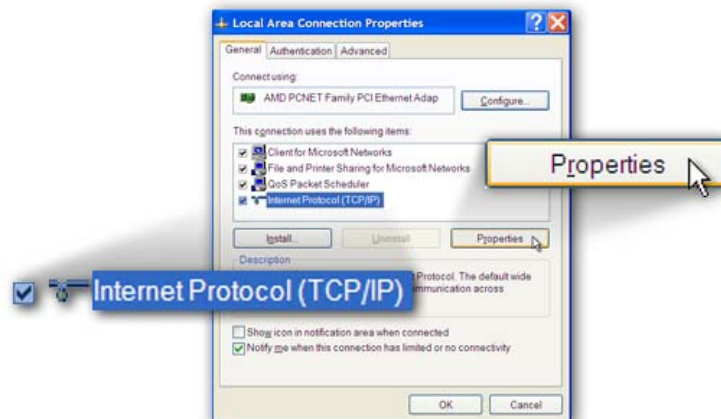 Local Area Connection Properties
General Authentication Advanced
Connect using:
AMD PCNET Family PCI Ethernet Adap Configure...
This connection uses the following items:
Client for Microsoft Networks
File and Printer Sharing for Microsoft Networks
QoS Packet Scheduler
Internet Protocol (TCP/IP)
Properties
Install... Uninstall Properties
Description
Protocol. The default wide
communication across
Internet Protocol (TCP/IP)
Show icon in notification area when connected
Notify me when this connection has limited or no connectivity
OK Cancel